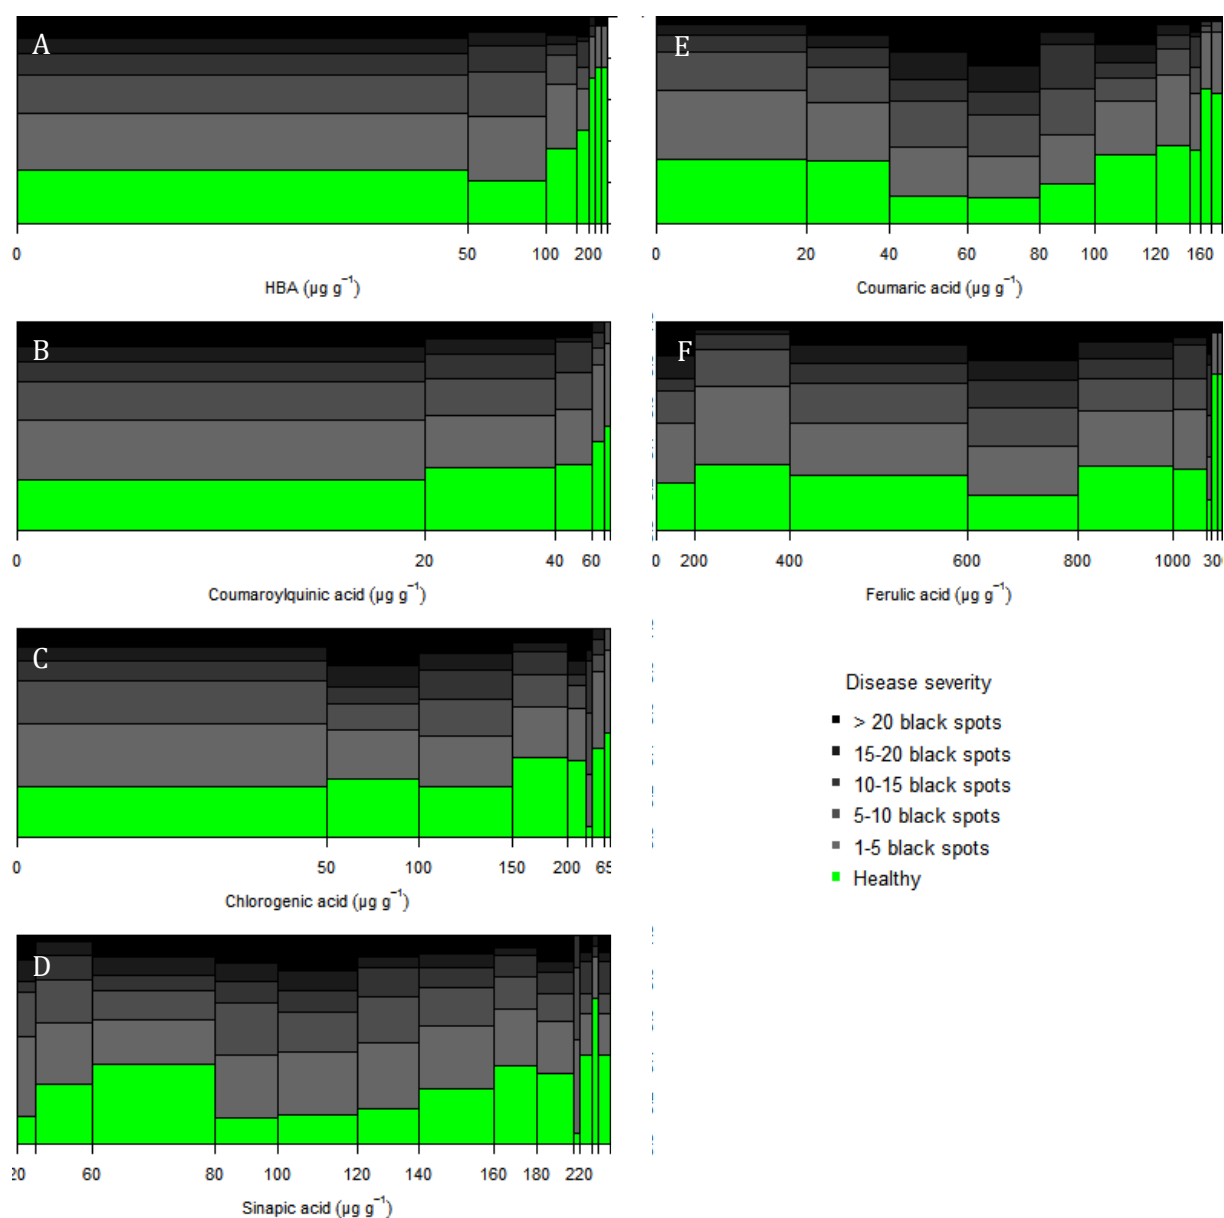 A
0 50 100 200
HBA (µg g⁻¹)
B
0 20 40 60
Coumaroylquinic acid (µg g⁻¹)
C
0 50 100 150 200 65
Chlorogenic acid (µg g⁻¹)
D
20 60 80 100 120 140 160 180 220
Sinapic acid (µg g⁻¹)
E
0 20 40 60 80 100 120 160
Coumaric acid (µg g⁻¹)
F
0 200 400 600 800 1000 300
Ferulic acid (µg g⁻¹)
Disease severity
> 20 black spots
15-20 black spots
10-15 black spots
5-10 black spots
1-5 black spots
Healthy